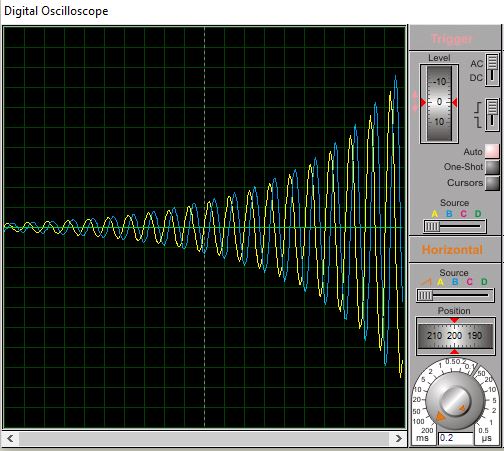 Digital Oscilloscope
Trigger
Level
AC
DC
-10
0
10
Auto
One-Shot
Cursors
Source
A B C D
Horizontal
Source
A B C D
Position
210 200 190
0.50 0.2 0.1
1 50
2 20
5 10
10 5
20 2
50 1
100
200 0.5
ms 0.2 µs